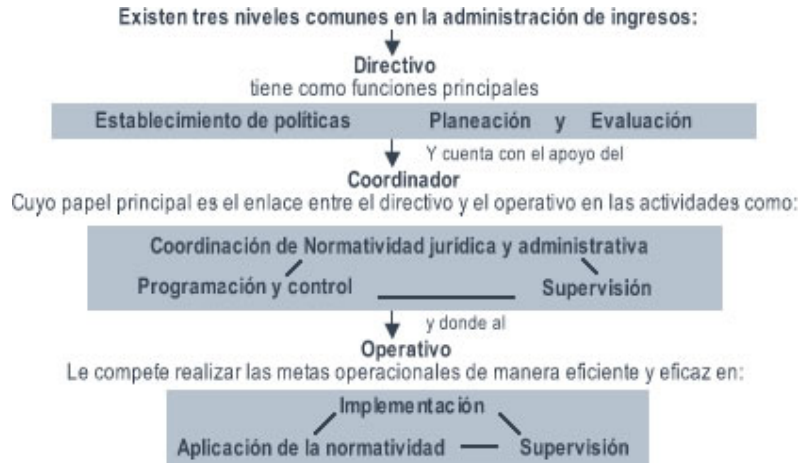 Existen tres niveles comunes en la administración de ingresos:
Directivo
tiene como funciones principales
Establecimiento de políticas Planeación y Evaluación
Y cuenta con el apoyo del
Coordinador
Cuyo papel principal es el enlace entre el directivo y el operativo en las actividades como:
Coordinación de Normatividad jurídica y administrativa
Programación y control Supervisión
y donde al
Operativo
Le compefe realizar las metas operacionales de manera eficiente y eficaz en:
Implementación
Aplicación de la normatividad Supervisión